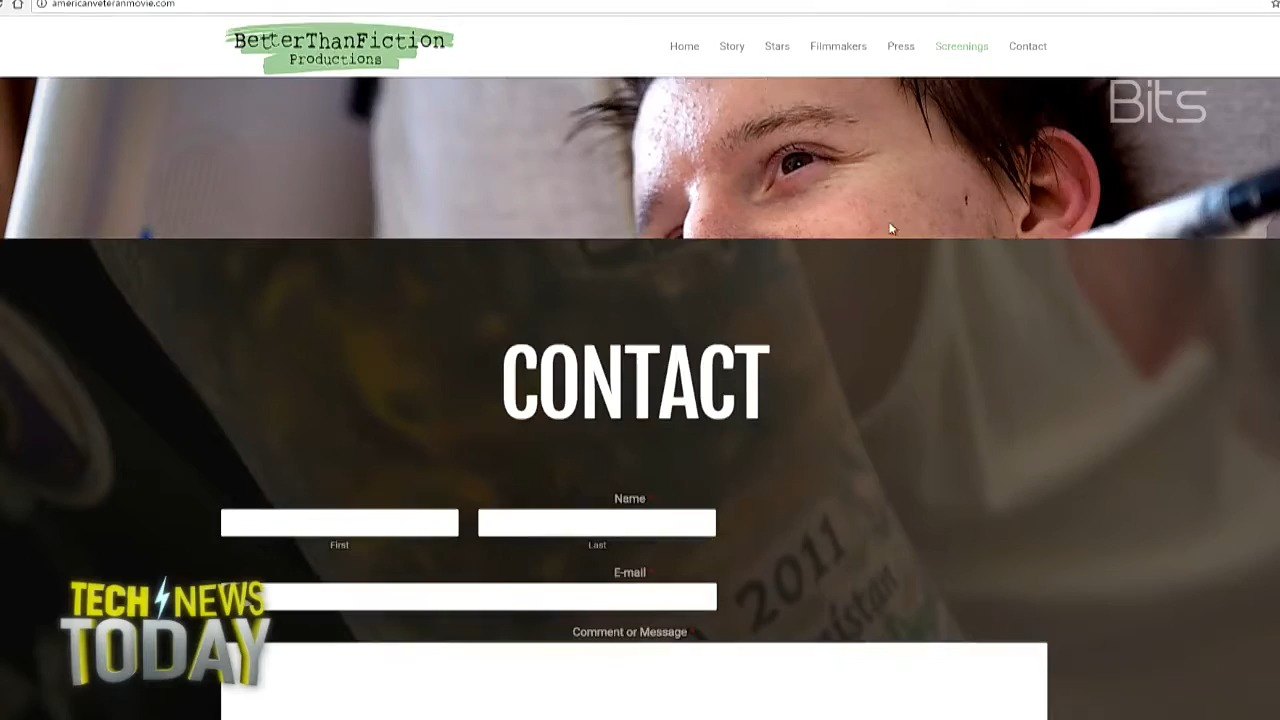 americanveteranmovie.com
BetterThanFiction
Productions
Home Story Stars Filmmakers Press Screenings Contact
Bits
CONTACT
Name *
First Last
E-mail *
Comment or Message *
2011
TECH NEWS
TODAY